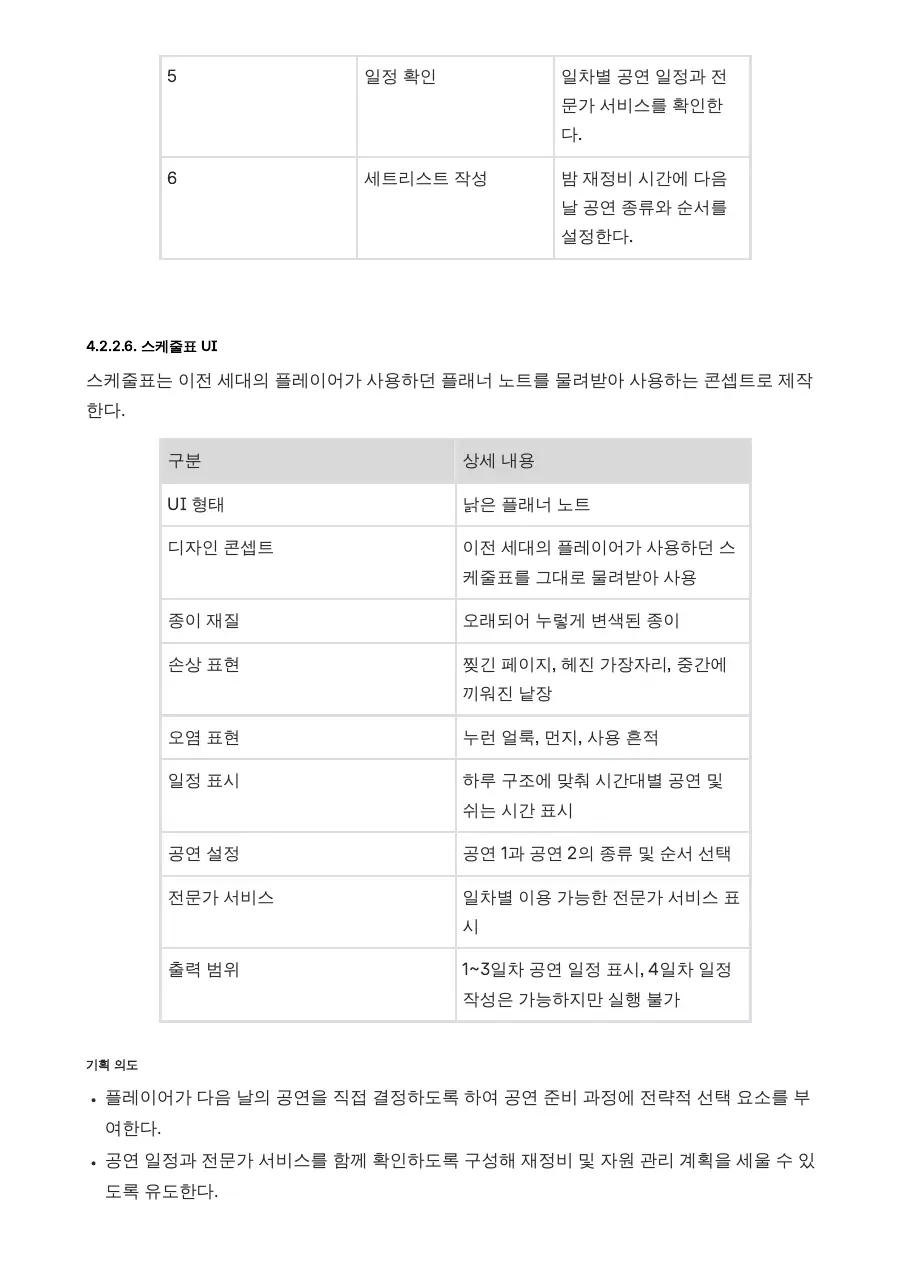 5 일정 확인 일차별 공연 일정과 전
문가 서비스를 확인한
다.
6 세트리스트 작성 밤 재정비 시간에 다음
날 공연 종류와 순서를
설정한다.
4.2.2.6. 스케줄표 UI
스케줄표는 이전 세대의 플레이어가 사용하던 플래너 노트를 물려받아 사용하는 콘셉트로 제작
한다.
구분 상세 내용
UI 형태 낡은 플래너 노트
디자인 콘셉트 이전 세대의 플레이어가 사용하던 스
케줄표를 그대로 물려받아 사용
종이 재질 오래되어 누렇게 변색된 종이
손상 표현 찢긴 페이지, 헤진 가장자리, 중간에
끼워진 낱장
오염 표현 누런 얼룩, 먼지, 사용 흔적
일정 표시 하루 구조에 맞춰 시간대별 공연 및
쉬는 시간 표시
공연 설정 공연 1과 공연 2의 종류 및 순서 선택
전문가 서비스 일차별 이용 가능한 전문가 서비스 표
시
출력 범위 1~3일차 공연 일정 표시, 4일차 일정
작성은 가능하지만 실행 불가
기획 의도
• 플레이어가 다음 날의 공연을 직접 결정하도록 하여 공연 준비 과정에 전략적 선택 요소를 부
여한다.
• 공연 일정과 전문가 서비스를 함께 확인하도록 구성해 재정비 및 자원 관리 계획을 세울 수 있
도록 유도한다.